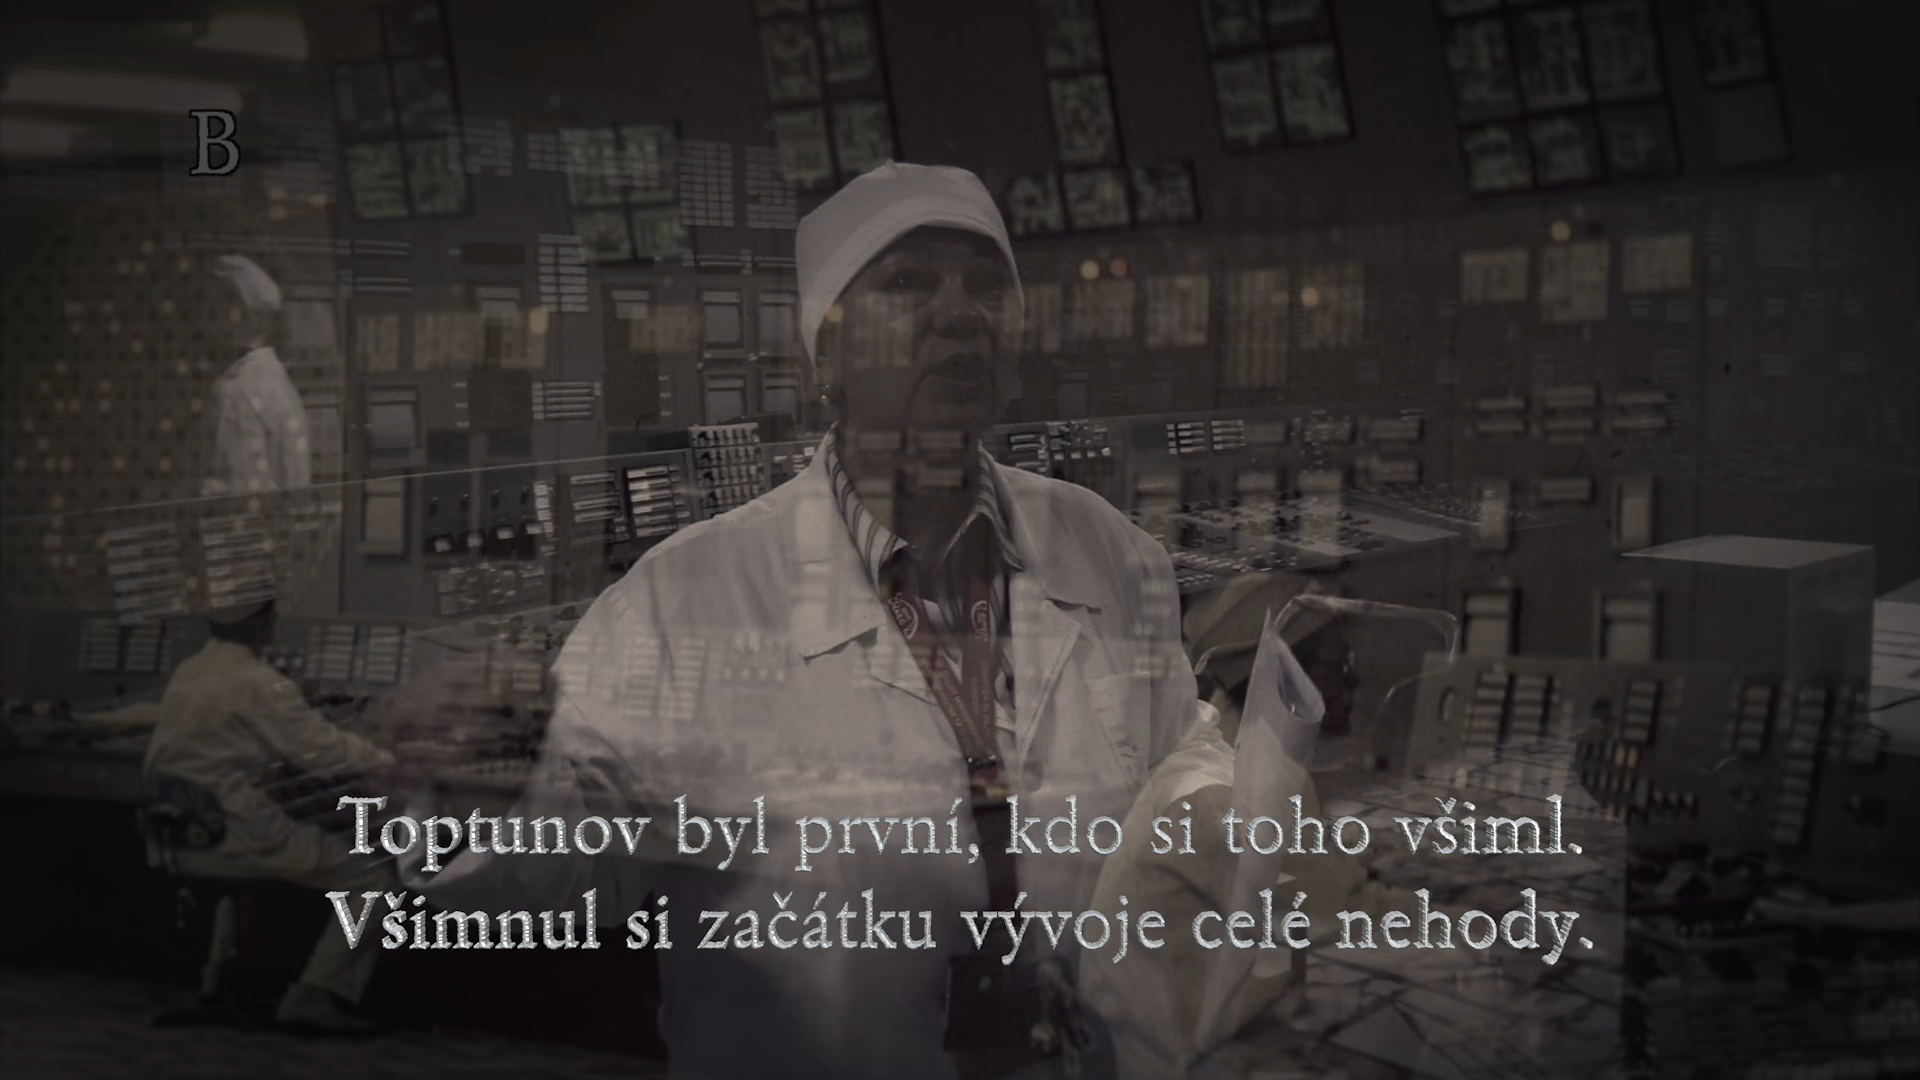 B
Toptunov byl první, kdo si toho všiml.
Všimnul si začátku vývoje celé nehody.